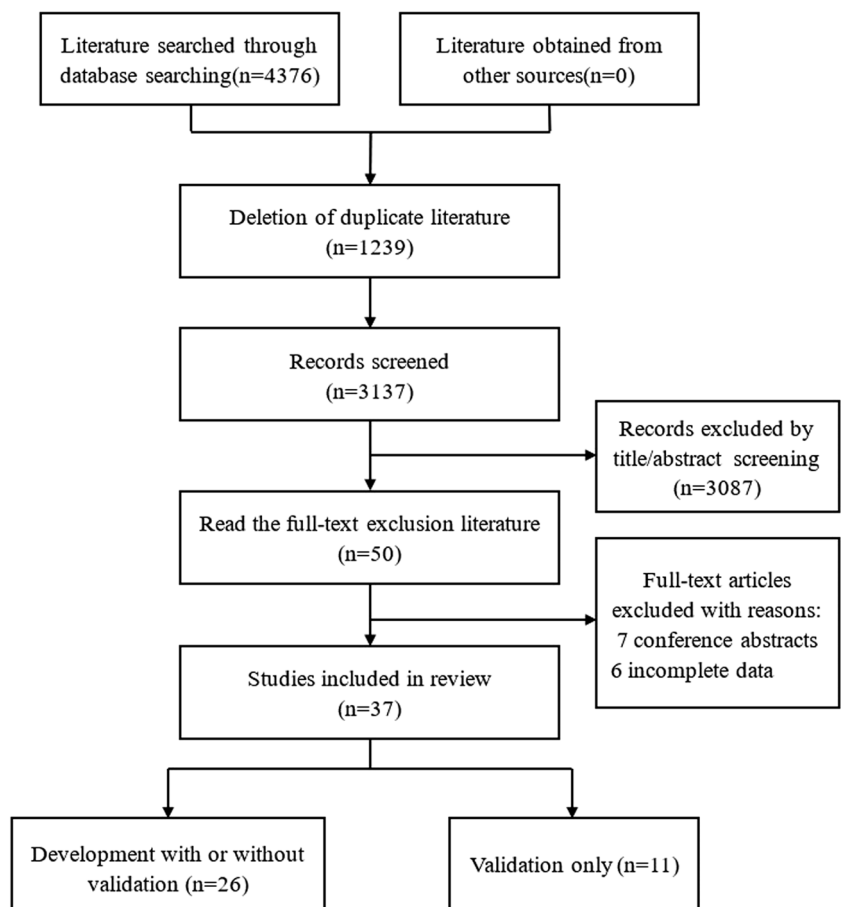 Literature searched through
database searching(n=4376)
Literature obtained from
other sources(n=0)
Deletion of duplicate literature
(n=1239)
Records screened
(n=3137)
Records excluded by
title/abstract screening
(n=3087)
Read the full-text exclusion literature
(n=50)
Full-text articles
excluded with reasons:
7 conference abstracts
6 incomplete data
Studies included in review
(n=37)
Development with or without
validation (n=26)
Validation only (n=11)